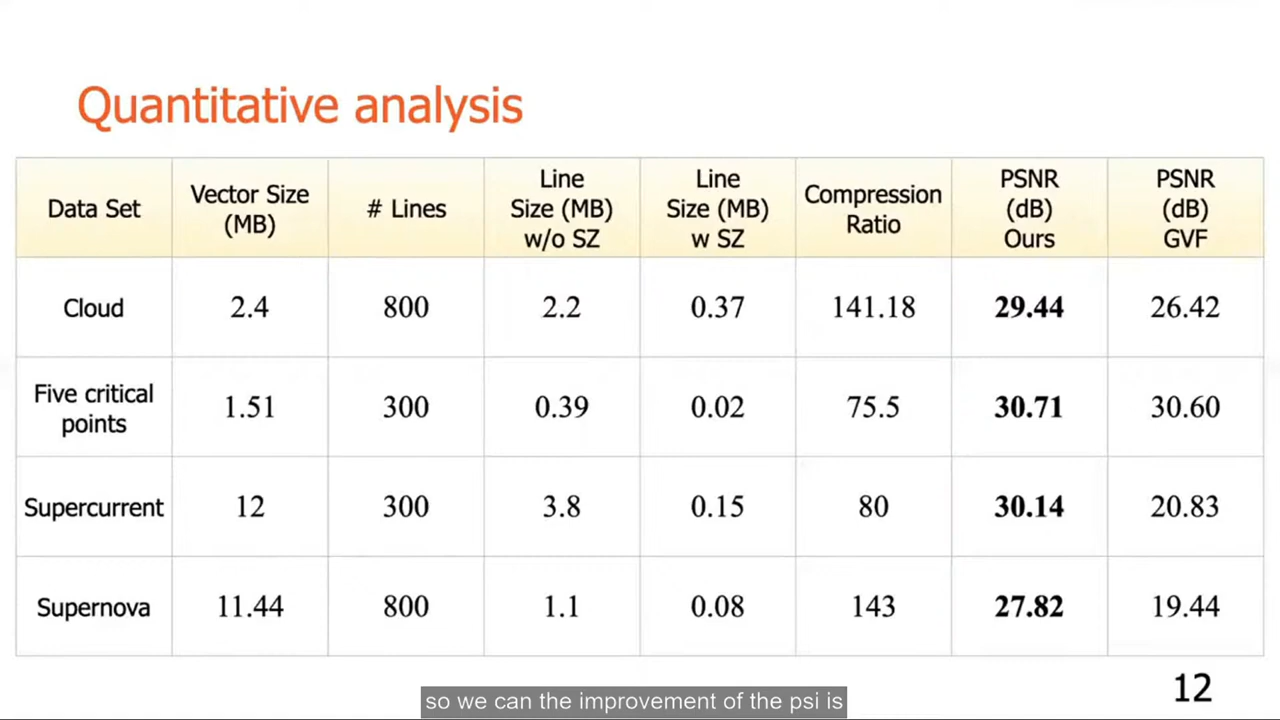 Quantitative analysis
Data Set
Vector Size
(MB)
# Lines
Line
Size (MB)
w/o SZ
Line
Size (MB)
w SZ
Compression
Ratio
PSNR
(dB)
Ours
PSNR
(dB)
GVF
Cloud
2.4
800
2.2
0.37
141.18
29.44
26.42
Five critical
points
1.51
300
0.39
0.02
75.5
30.71
30.60
Supercurrent
12
300
3.8
0.15
80
30.14
20.83
Supernova
11.44
800
1.1
0.08
143
27.82
19.44
12
so we can the improvement of the psi is